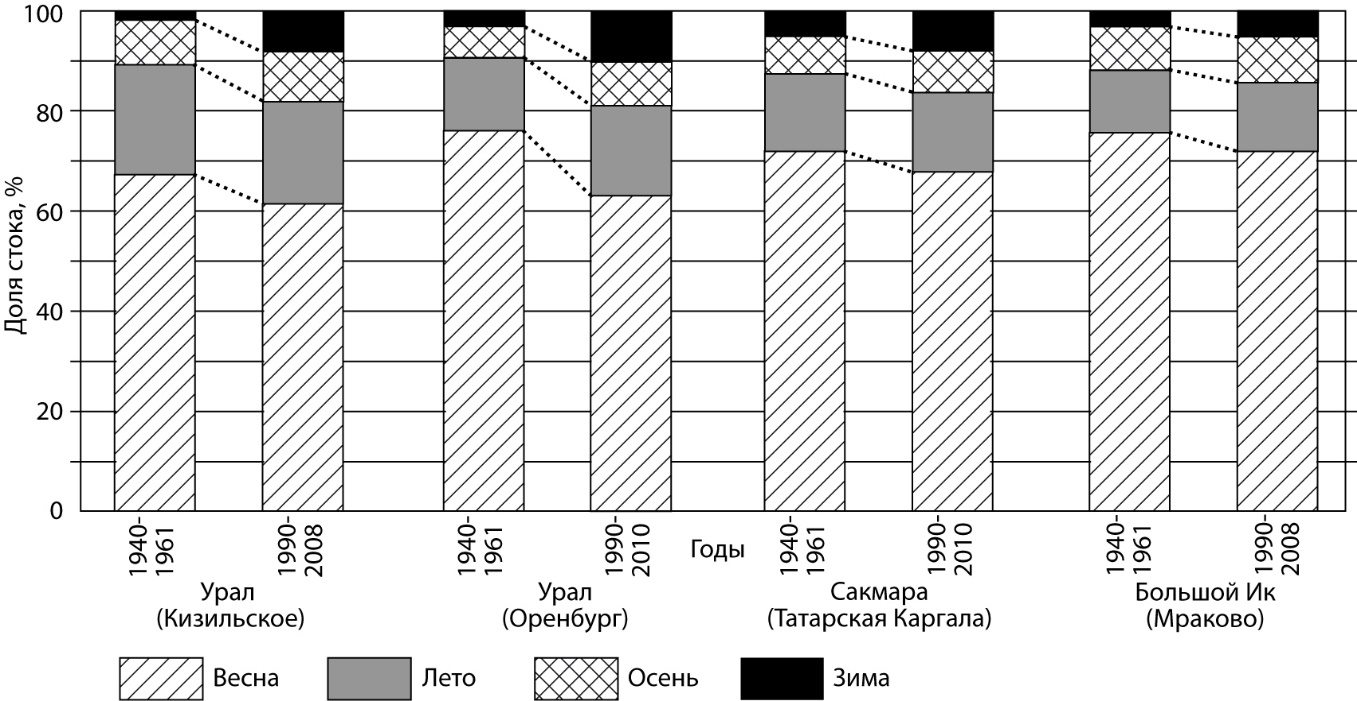 Доля стока, %
100
80
60
40
20
0
1940-
1961
1990-
2008
1940-
1961
1990-
2010
Годы
1940-
1961
1990-
2010
1940-
1961
1990-
2008
Урал
(Кизильское)
Урал
(Оренбург)
Сакмара
(Татарская Каргала)
Большой Ик
(Мраково)
Весна
Лето
Осень
Зима